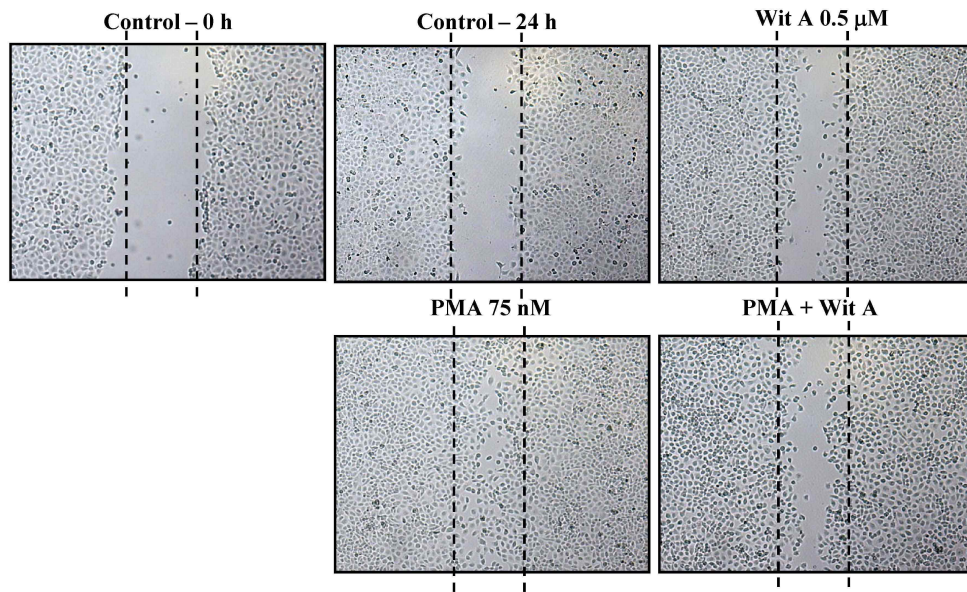 Control – 0 h
Control – 24 h
Wit A 0.5 μM
PMA 75 nM
PMA + Wit A